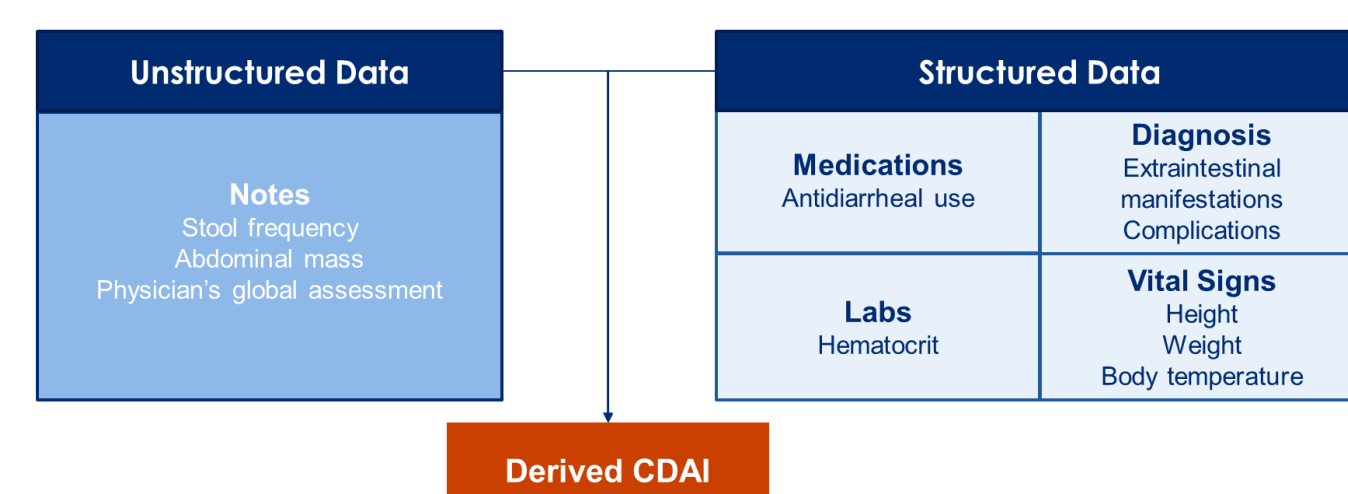 Unstructured Data
Notes
Stool frequency
Abdominal mass
Physician’s global assessment
Structured Data
Medications
Antidiarrheal use
Diagnosis
Extraintestinal
manifestations
Complications
Labs
Hematocrit
Vital Signs
Height
Weight
Body temperature
Derived CDAI